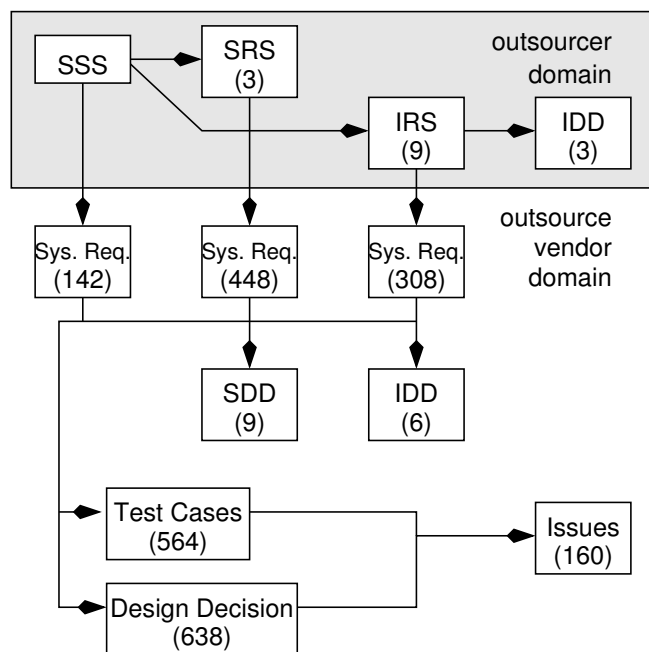 SSS
SRS
(3)
outsourcer
domain
IRS
(9)
IDD
(3)
outsource
vendor
domain
Sys. Req.
(142)
Sys. Req.
(448)
Sys. Req.
(308)
SDD
(9)
IDD
(6)
Test Cases
(564)
Issues
(160)
Design Decision
(638)